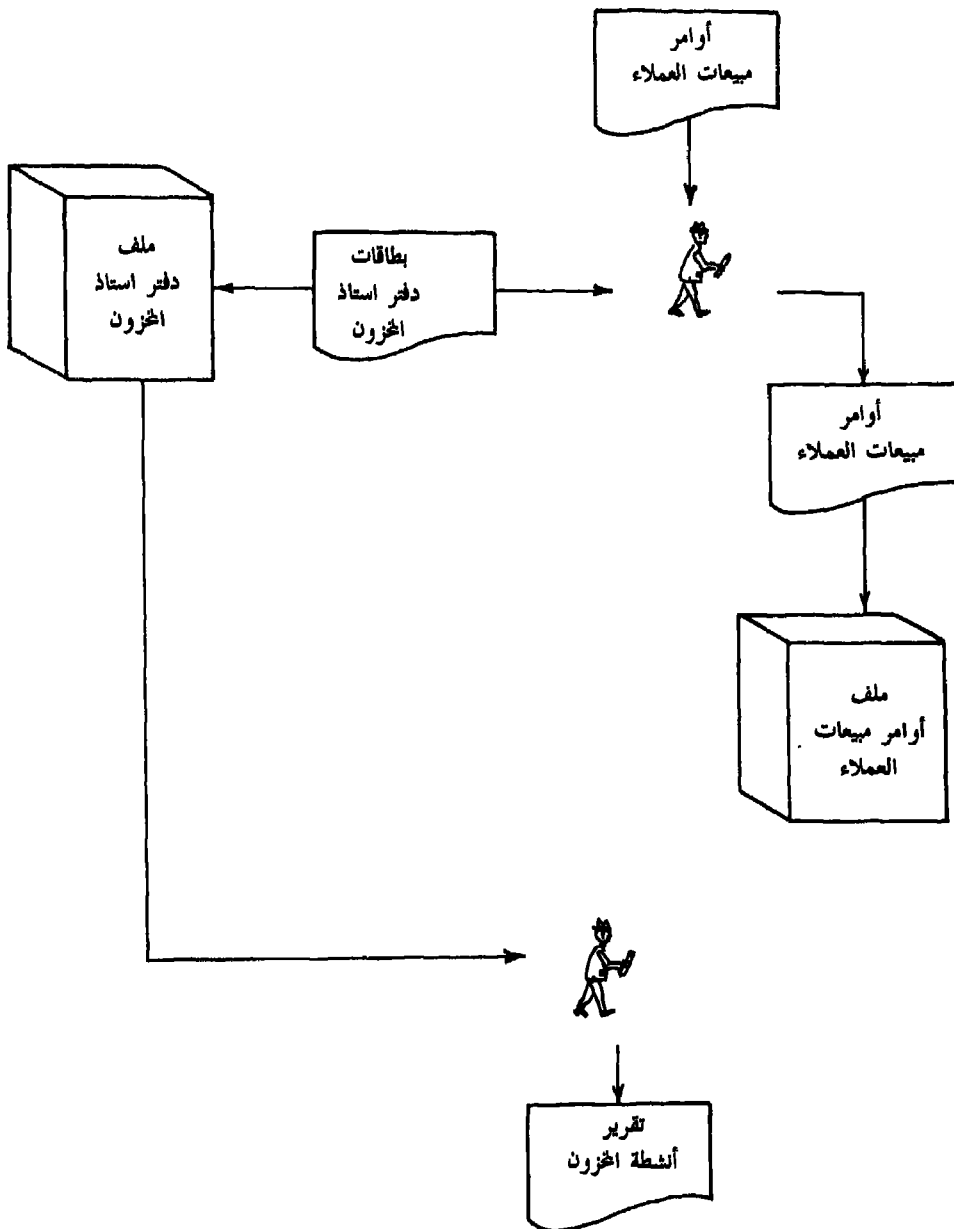 أوامر
مبيعات العملاء
بطاقات
دفتر استاذ
المخزون
ملف
دفتر استاذ
المخزون
أوامر
مبيعات العملاء
ملف
أوامر مبيعات
العملاء
تقرير
أنشطة المخزون